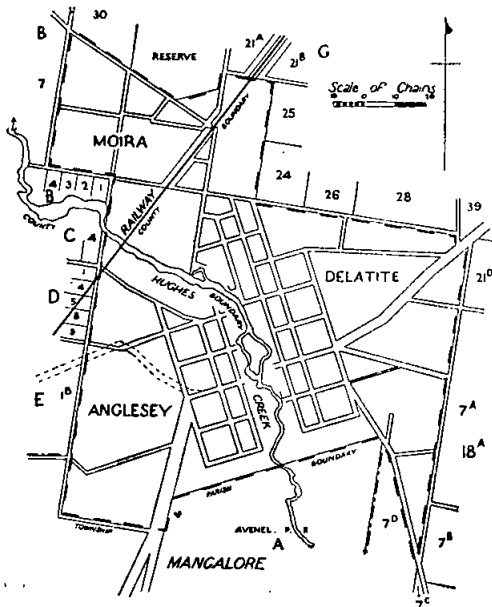 30
B
RESERVE
21A
21B
G
Scale of Chains
7
BOUNDARY
25
MOIRA
24
26
28
39
4 3 2 1
B
RAILWAY
COUNTY
COUNTY
C
4
HUGHES
BOUNDARY
DELATITE
21D
1
4
D
5
8
9
E
1B
ANGLESEY
CREEK
7A
18A
BOUNDARY
PARISH
TOWNSHIP
AVENEL. P. R
A
7D
7B
MANGALORE
7C